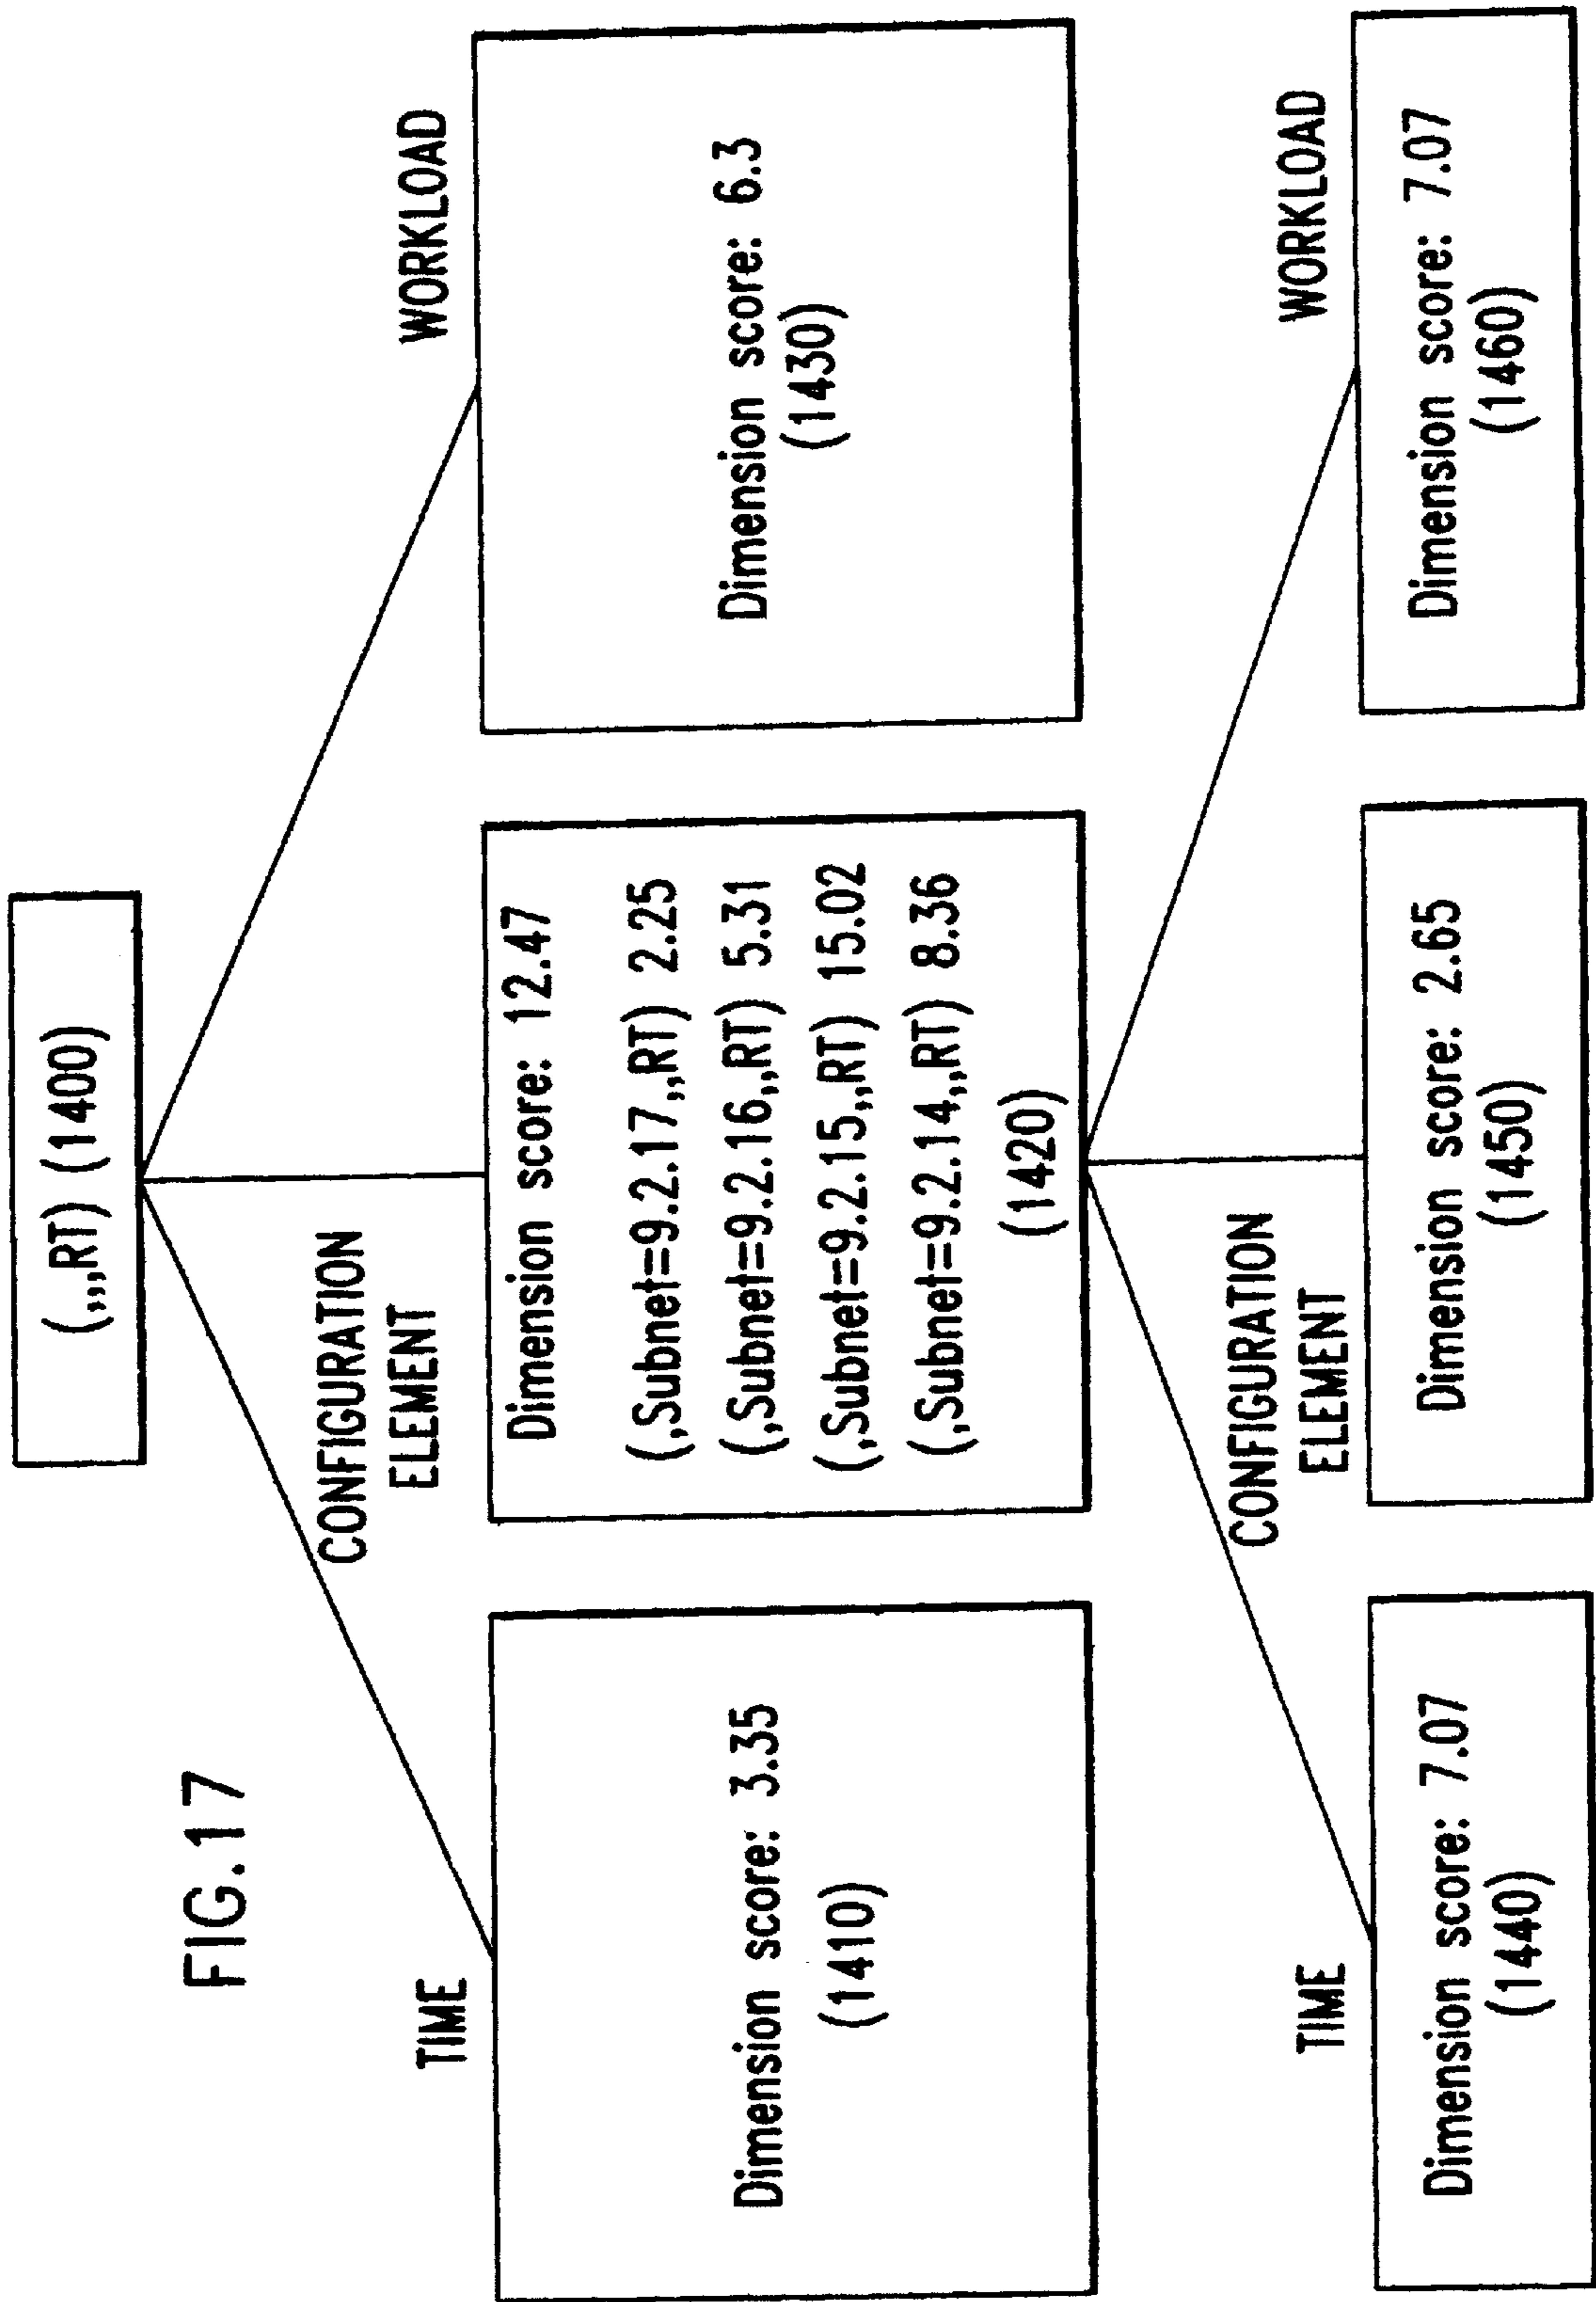 FIG.17
(,,,RT) (1400)
TIME
CONFIGURATION
ELEMENT
WORKLOAD
Dimension score: 3.35
(1410)
Dimension score: 12.47
(,Subnet=9.2.17,,RT) 2.25
(,Subnet=9.2.16,,RT) 5.31
(,Subnet=9.2.15,,RT) 15.02
(,Subnet=9.2.14,,RT) 8.36
(1420)
Dimension score: 6.3
(1430)
TIME
CONFIGURATION
ELEMENT
WORKLOAD
Dimension score: 7.07
(1440)
Dimension score: 2.65
(1450)
Dimension score: 7.07
(1460)